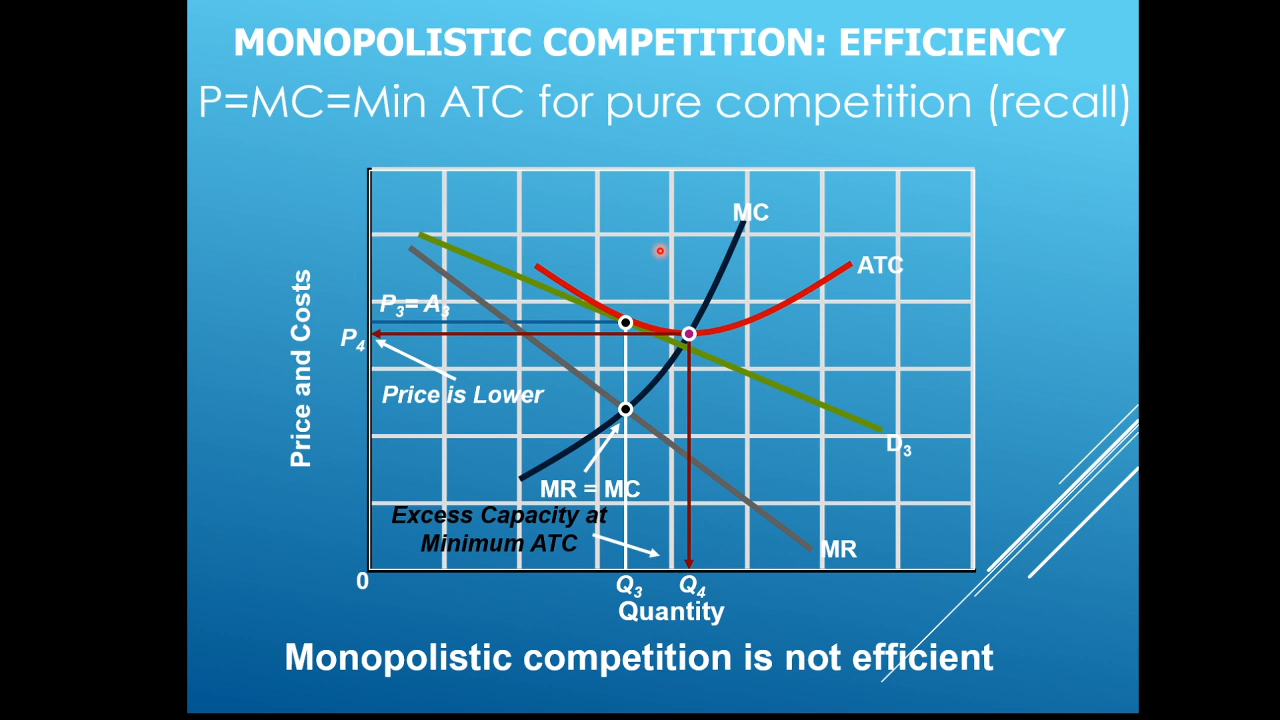 MONOPOLISTIC COMPETITION: EFFICIENCY
P=MC=Min ATC for pure competition (recall)
MC
ATC
P3= A3
P4
Price is Lower
Price and Costs
D3
MR = MC
Excess Capacity at
Minimum ATC
MR
0
Q3 Q4
Quantity
Monopolistic competition is not efficient